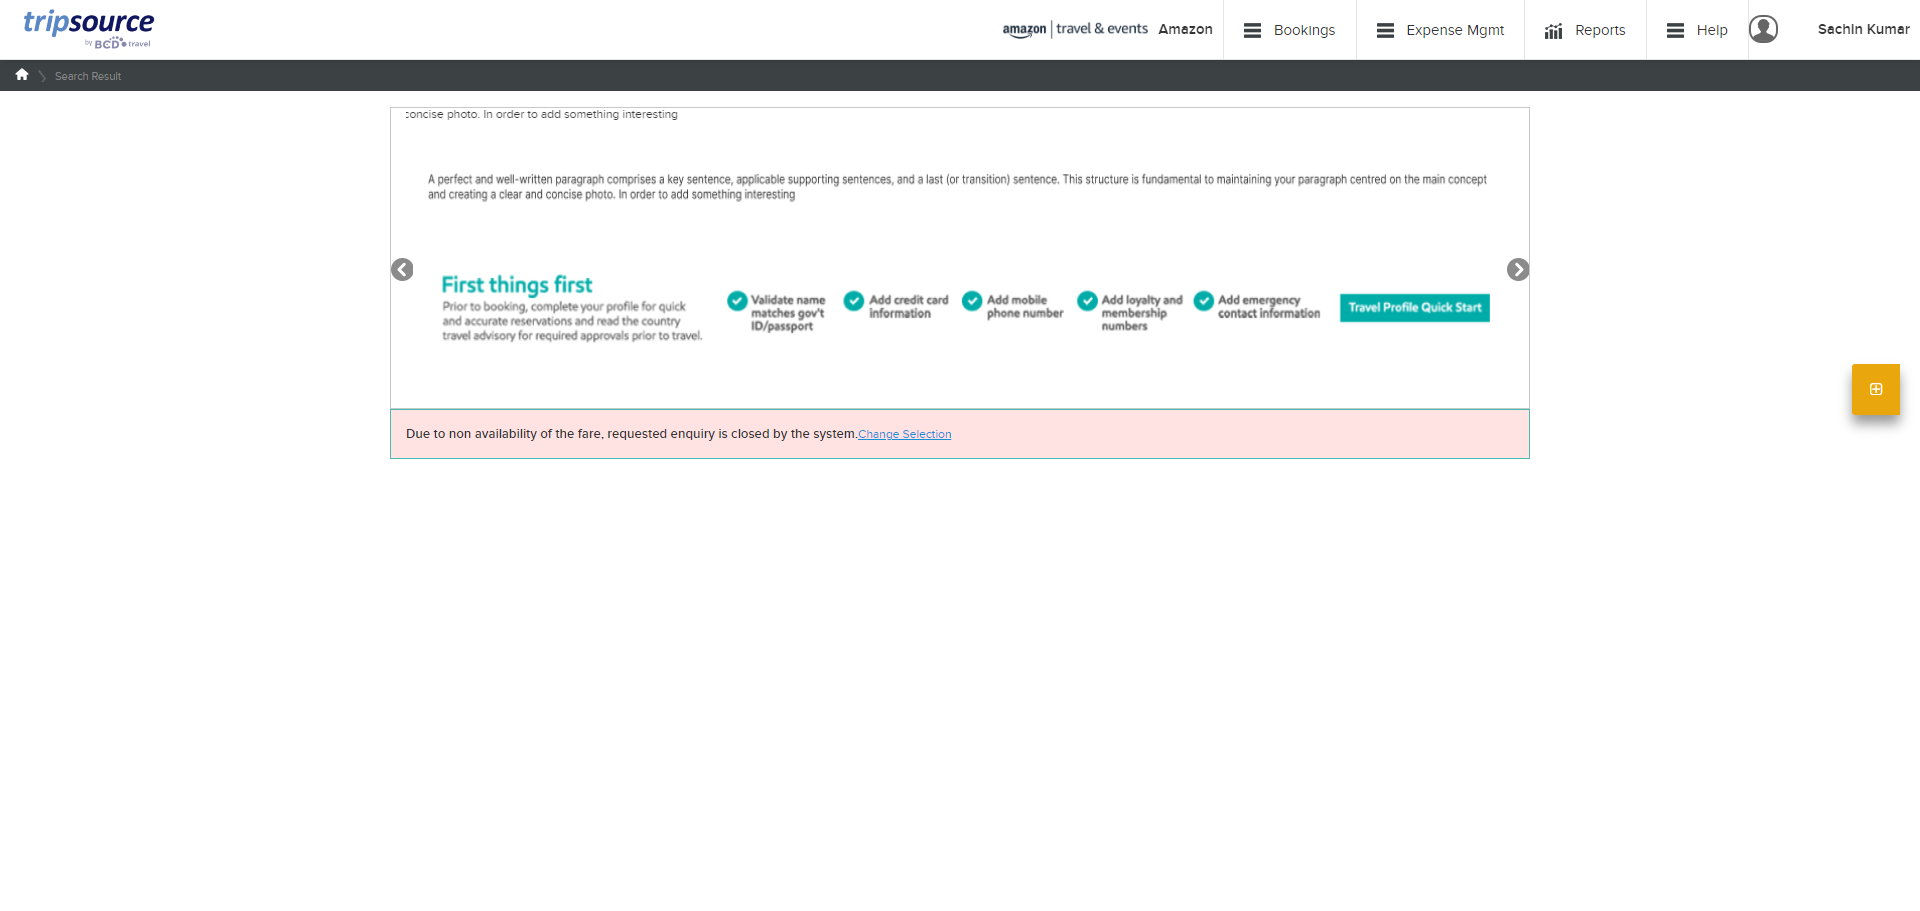 tripsource
by BCD travel
amazon travel & events Amazon
Bookings
Expense Mgmt
Reports
Help
Sachin Kumar
Search Result
concise photo. In order to add something interesting
A perfect and well-written paragraph comprises a key sentence, applicable supporting sentences, and a last (or transition) sentence. This structure is fundamental to maintaining your paragraph centred on the main concept
and creating a clear and concise photo. In order to add something interesting
First things first
Prior to booking, complete your profile for quick
and accurate reservations and read the country
travel advisory for required approvals prior to travel.
Validate name
matches gov't
ID/passport
Add credit card
information
Add mobile
phone number
Add loyalty and
membership
numbers
Add emergency
contact information
Travel Profile Quick Start
Due to non availability of the fare, requested enquiry is closed by the system.Change Selection